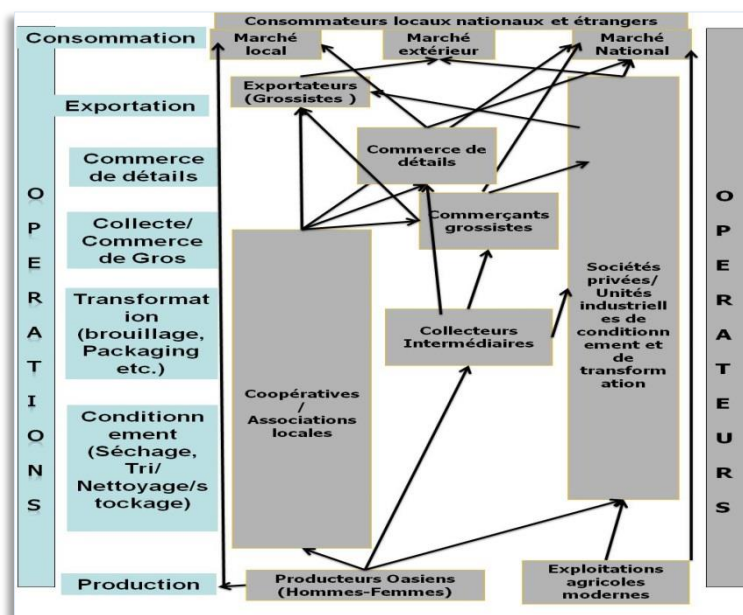 Consommateurs locaux nationaux et étrangers
Consommation
Marché
local
Marché
extérieur
Marché
National
Exportation
Exportateurs
(Grossistes )
Commerce
de détails
Commerce de
détails
Collecte/
Commerce
de Gros
Commerçants
grossistes
Transformat
ion
(brouillage,
Packaging
etc.)
Collecteurs
Intermédiaires
Sociétés
privées/
Unités
industriell
es de
conditionn
ement et
de
transform
ation
Coopératives
/
Associations
locales
Conditionn
nement
(Séchage,
Tri/
Nettoyage/s
tockage)
Production
Producteurs Oasiens
(Hommes-Femmes)
Exploitations
agricoles
modernes
O
P
E
R
A
T
I
O
N
S
O
P
E
R
A
T
E
U
R
S